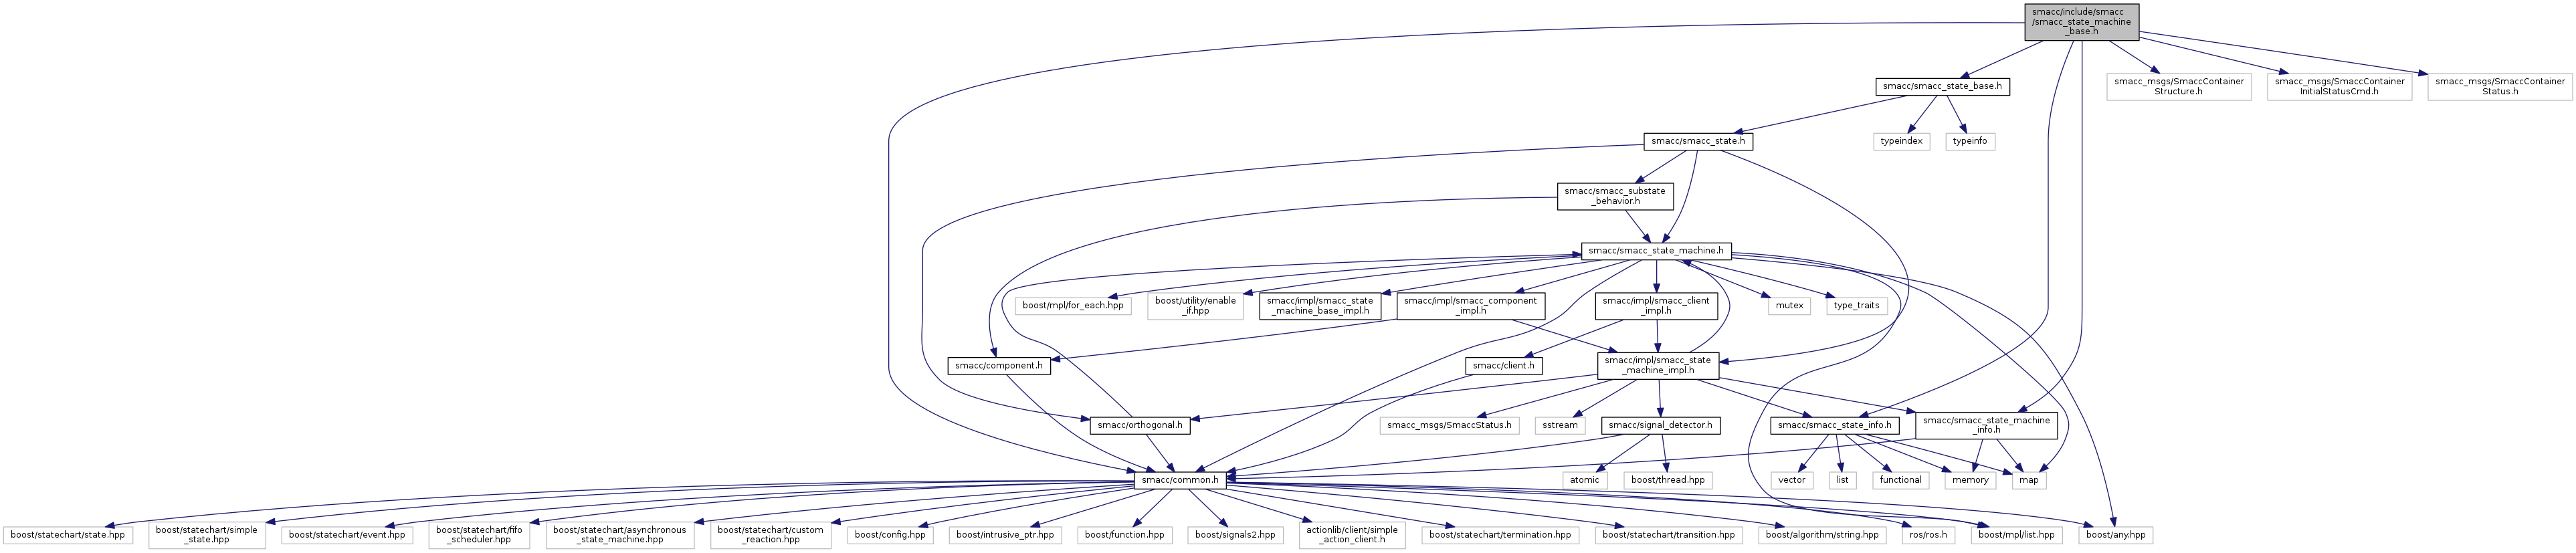 smacc/include/smacc
/smacc_state_machine
_base.h
smacc/smacc_state_base.h
smacc_msgs/SmaccContainer
Structure.h
smacc_msgs/SmaccContainer
InitialStatusCmd.h
smacc_msgs/SmaccContainer
Status.h
smacc/smacc_state.h
typeindex
typeinfo
smacc/smacc_substate
_behavior.h
smacc/smacc_state_machine.h
boost/mpl/for_each.hpp
boost/utility/enable
_if.hpp
smacc/impl/smacc_state
_machine_base_impl.h
smacc/impl/smacc_component
_impl.h
smacc/impl/smacc_client
_impl.h
mutex
type_traits
smacc/component.h
smacc/client.h
smacc/impl/smacc_state
_machine_impl.h
smacc/orthogonal.h
smacc_msgs/SmaccStatus.h
sstream
smacc/signal_detector.h
smacc/smacc_state_info.h
smacc/smacc_state_machine
_info.h
smacc/common.h
atomic
boost/thread.hpp
vector
list
functional
memory
map
boost/statechart/state.hpp
boost/statechart/simple
_state.hpp
boost/statechart/event.hpp
boost/statechart/fifo
_scheduler.hpp
boost/statechart/asynchronous
_state_machine.hpp
boost/statechart/custom
_reaction.hpp
boost/config.hpp
boost/intrusive_ptr.hpp
boost/function.hpp
boost/signals2.hpp
actionlib/client/simple
_action_client.h
boost/statechart/termination.hpp
boost/statechart/transition.hpp
boost/algorithm/string.hpp
ros/ros.h
boost/mpl/list.hpp
boost/any.hpp